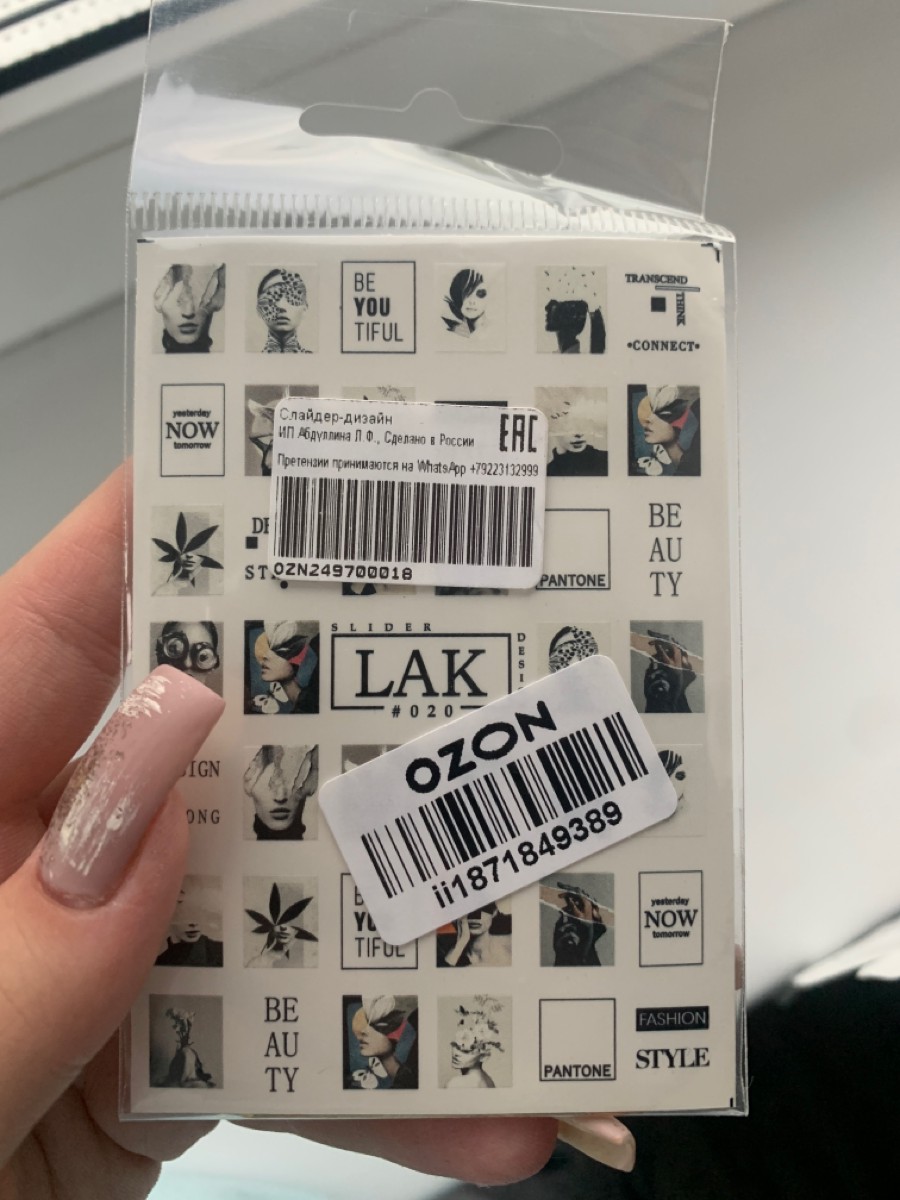 BE
YOU
TIFUL
TRANSCEND
THINK
•CONNECT•
yesterday
NOW
tomorrow
Слайдер-дизайн
ИП Абдуллина Л.Ф., Сделано в России
EAC
Претензии принимаются на WhatsApp +79223132999
OZN249700018
PANTONE
BE
AU
TY
SLIDER
LAK
#020
OZON
ii1871849389
BE
YOU
TIFUL
yesterday
NOW
tomorrow
BE
AU
TY
PANTONE
FASHION
STYLE